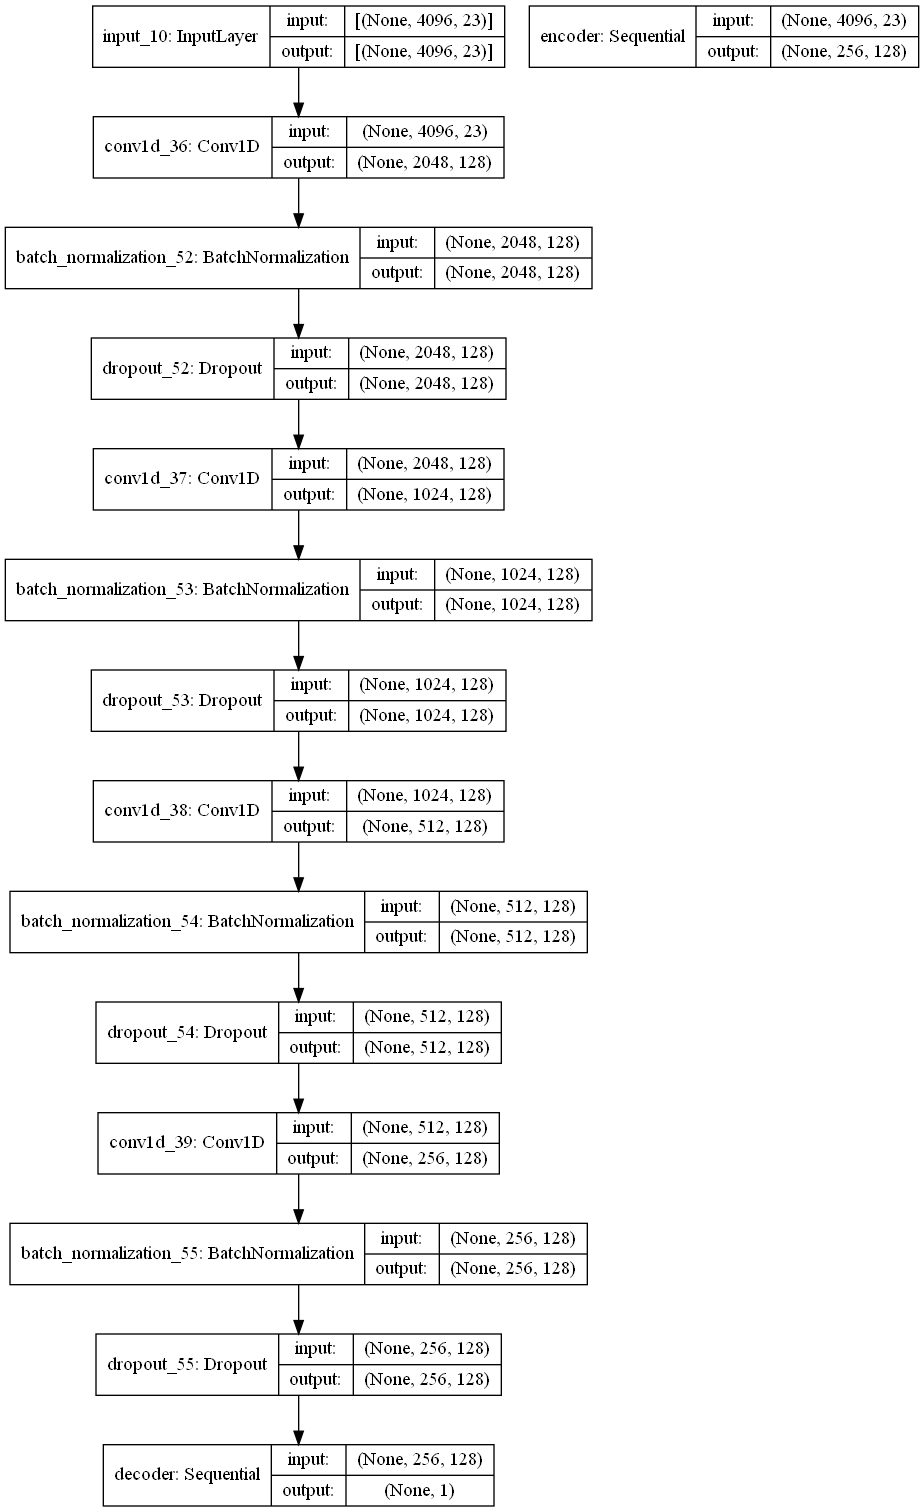 input_10: InputLayer input: [(None, 4096, 23)]
output: [(None, 4096, 23)]
encoder: Sequential input: (None, 4096, 23)
output: (None, 256, 128)
conv1d_36: Conv1D input: (None, 4096, 23)
output: (None, 2048, 128)
batch_normalization_52: BatchNormalization input: (None, 2048, 128)
output: (None, 2048, 128)
dropout_52: Dropout input: (None, 2048, 128)
output: (None, 2048, 128)
conv1d_37: Conv1D input: (None, 2048, 128)
output: (None, 1024, 128)
batch_normalization_53: BatchNormalization input: (None, 1024, 128)
output: (None, 1024, 128)
dropout_53: Dropout input: (None, 1024, 128)
output: (None, 1024, 128)
conv1d_38: Conv1D input: (None, 1024, 128)
output: (None, 512, 128)
batch_normalization_54: BatchNormalization input: (None, 512, 128)
output: (None, 512, 128)
dropout_54: Dropout input: (None, 512, 128)
output: (None, 512, 128)
conv1d_39: Conv1D input: (None, 512, 128)
output: (None, 256, 128)
batch_normalization_55: BatchNormalization input: (None, 256, 128)
output: (None, 256, 128)
dropout_55: Dropout input: (None, 256, 128)
output: (None, 256, 128)
decoder: Sequential input: (None, 256, 128)
output: (None, 1)